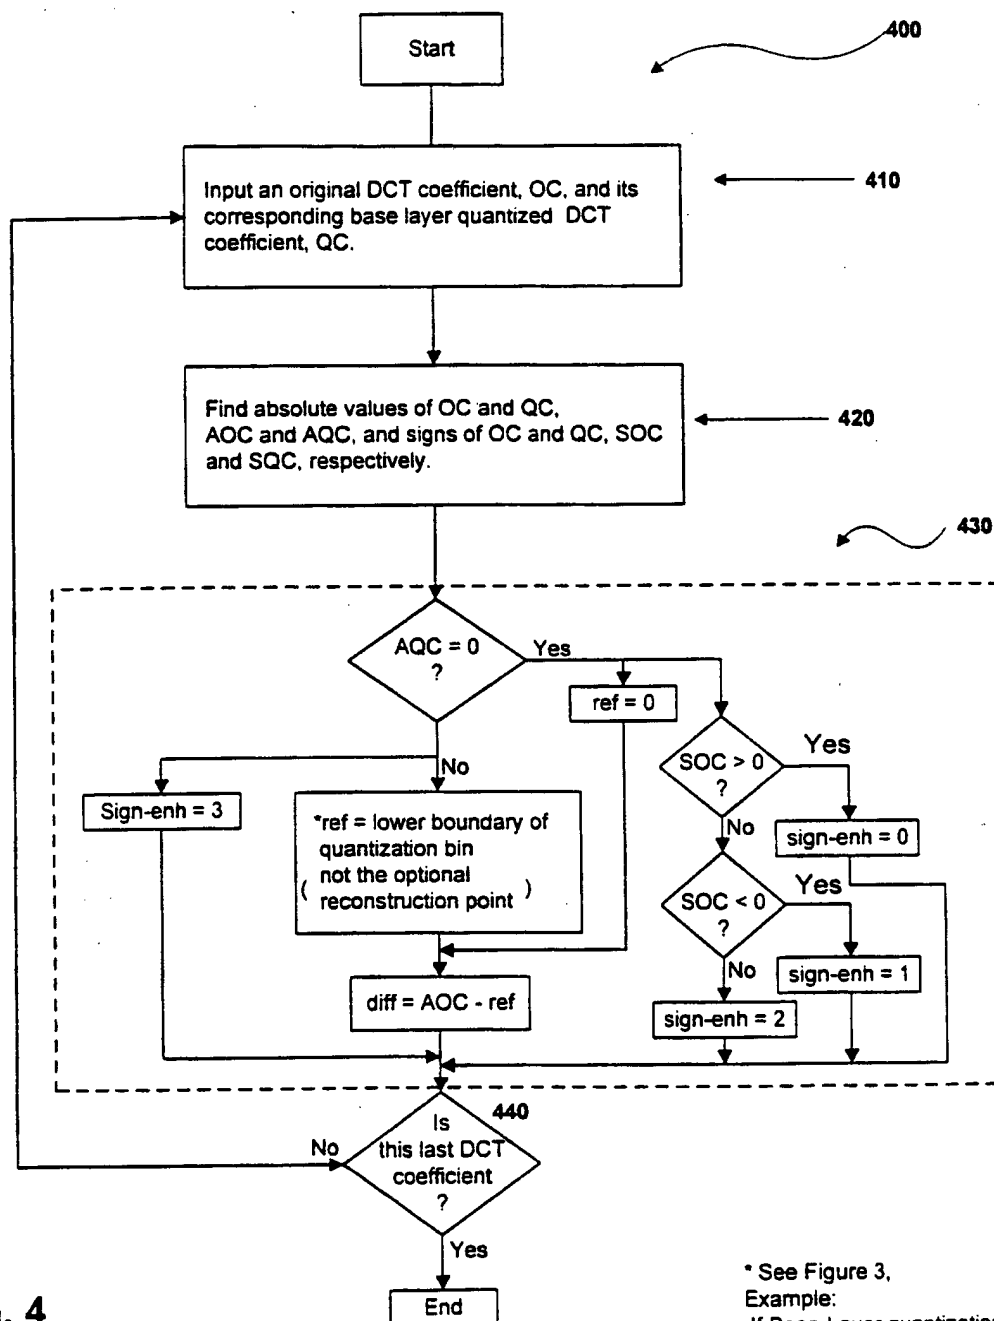 Start
400
Input an original DCT coefficient, OC, and its
corresponding base layer quantized DCT
coefficient, QC.
410
Find absolute values of OC and QC,
AOC and AQC, and signs of OC and QC, SOC
and SQC, respectively.
420
430
AQC = 0
?
Yes
ref = 0
No
Sign-enh = 3
*ref = lower boundary of
quantization bin
( not the optional
reconstruction point )
SOC > 0
?
Yes
No
sign-enh = 0
SOC < 0
?
Yes
No
sign-enh = 1
sign-enh = 2
diff = AOC - ref
440
Is
this last DCT
coefficient
?
No
Yes
End
* See Figure 3,
Example:
4